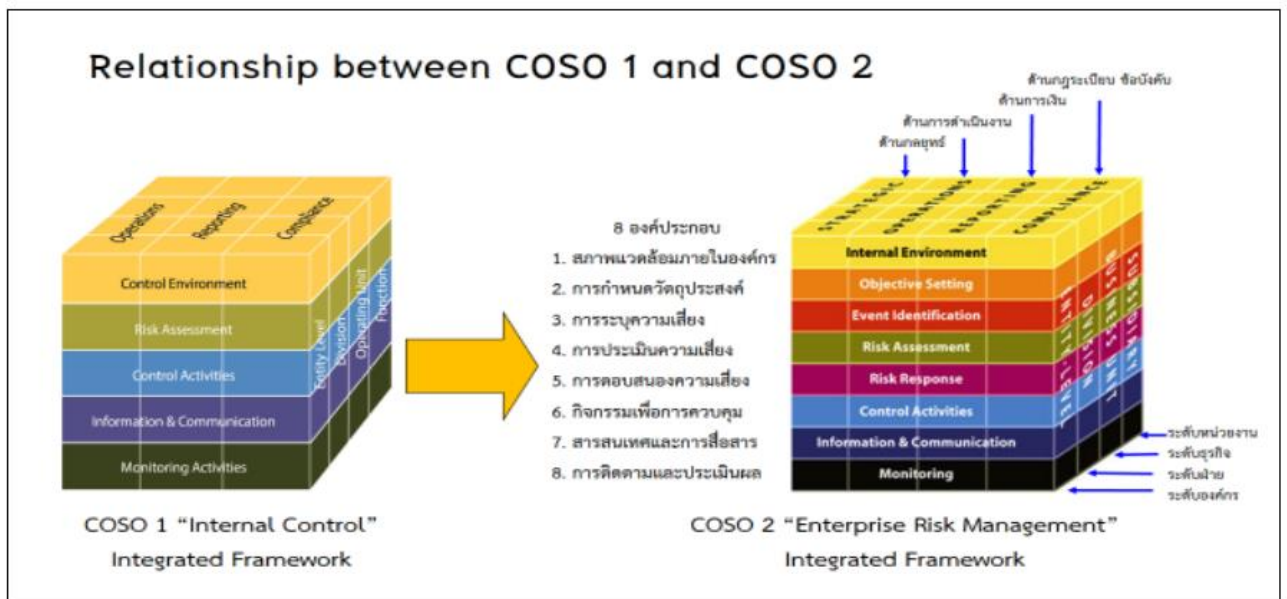 Relationship between COSO 1 and COSO 2
ด้านกฎระเบียบ ข้อบังคับ
ด้านการเงิน
ด้านการดำเนินงาน
ด้านกลยุทธ์
Operations
Reporting
Compliance
Control Environment
Risk Assessment
Control Activities
Information & Communication
Monitoring Activities
Entity Level
Division
Operating Unit
Function
COSO 1 “Internal Control”
Integrated Framework
8 องค์ประกอบ
1. สภาพแวดล้อมภายในองค์กร
2. การกำหนดวัตถุประสงค์
3. การระบุความเสี่ยง
4. การประเมินความเสี่ยง
5. การตอบสนองความเสี่ยง
6. กิจกรรมเพื่อการควบคุม
7. สารสนเทศและการสื่อสาร
8. การติดตามและประเมินผล
STRATEGIC
OPERATIONS
REPORTING
COMPLIANCE
Internal Environment
Objective Setting
Event Identification
Risk Assessment
Risk Response
Control Activities
Information & Communication
Monitoring
DIVISION
ระดับหน่วยงาน
ระดับธุรกิจ
ระดับฝ่าย
ระดับองค์กร
COSO 2 “Enterprise Risk Management”
Integrated Framework